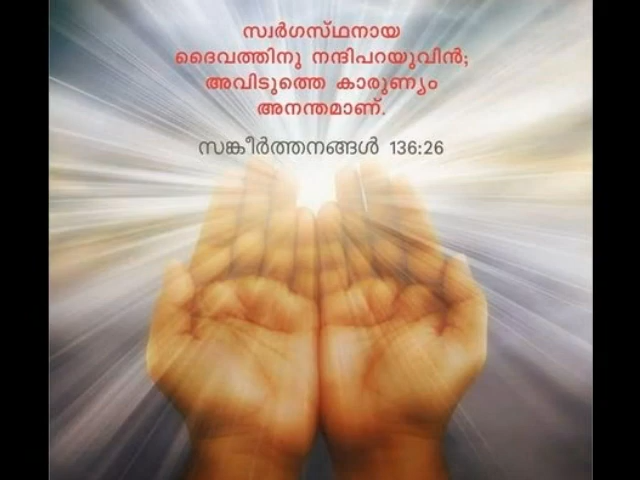 സ്വർഗസ്ഥനായ
ദൈവത്തിനു നന്ദിപറയുവിൻ;
അവിടുത്തെ കാരുണ്യം
അനന്തമാണ്.
സങ്കീർത്തനങ്ങൾ 136:26